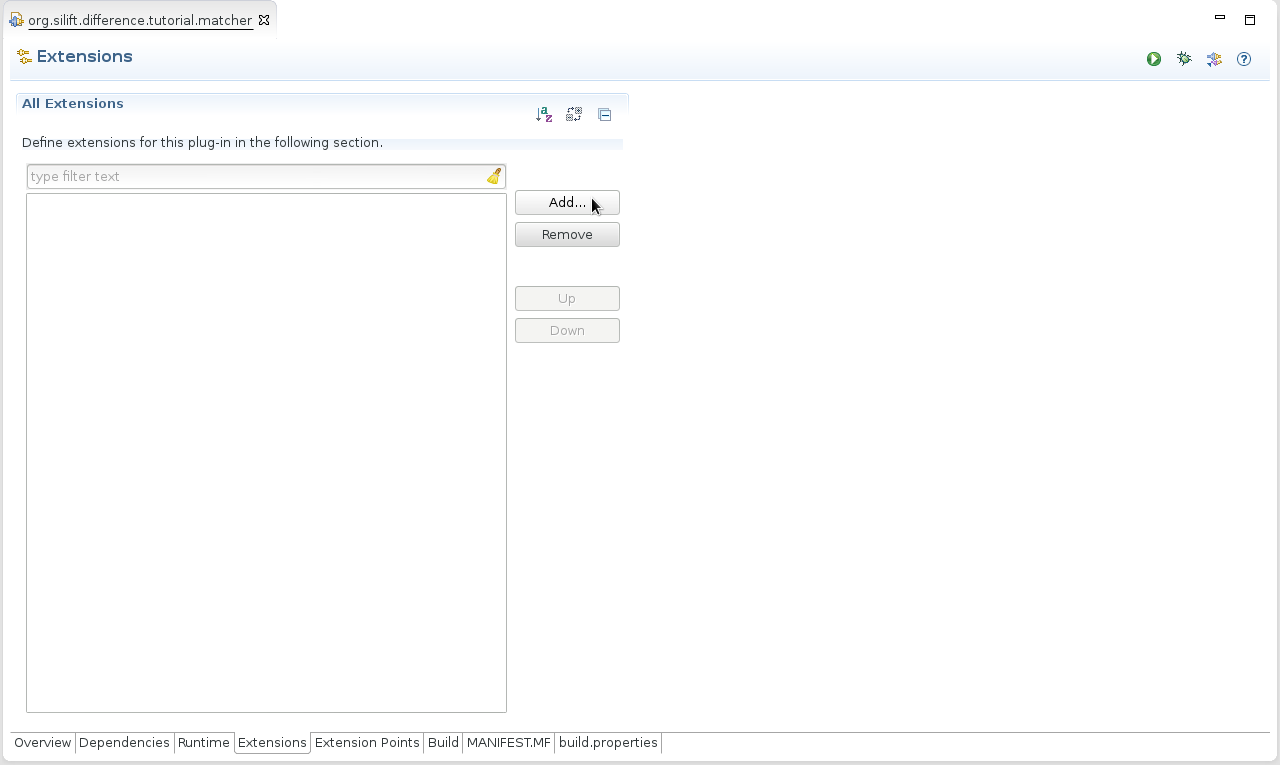 org.silift.difference.tutorial.matcher
Extensions
All Extensions
Define extensions for this plug-in in the following section.
type filter text
Add...
Remove
Up
Down
Overview Dependencies Runtime Extensions Extension Points Build MANIFEST.MF build.properties